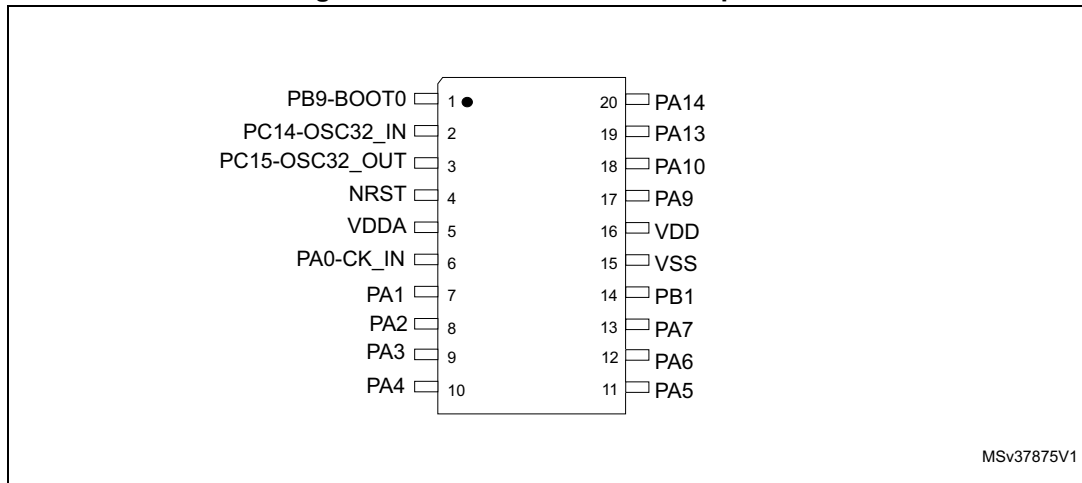 PB9-BOOT0 1 20 PA14
PC14-OSC32_IN 2 19 PA13
PC15-OSC32_OUT 3 18 PA10
NRST 4 17 PA9
VDDA 5 16 VDD
PA0-CK_IN 6 15 VSS
PA1 7 14 PB1
PA2 8 13 PA7
PA3 9 12 PA6
PA4 10 11 PA5
MSv37875V1